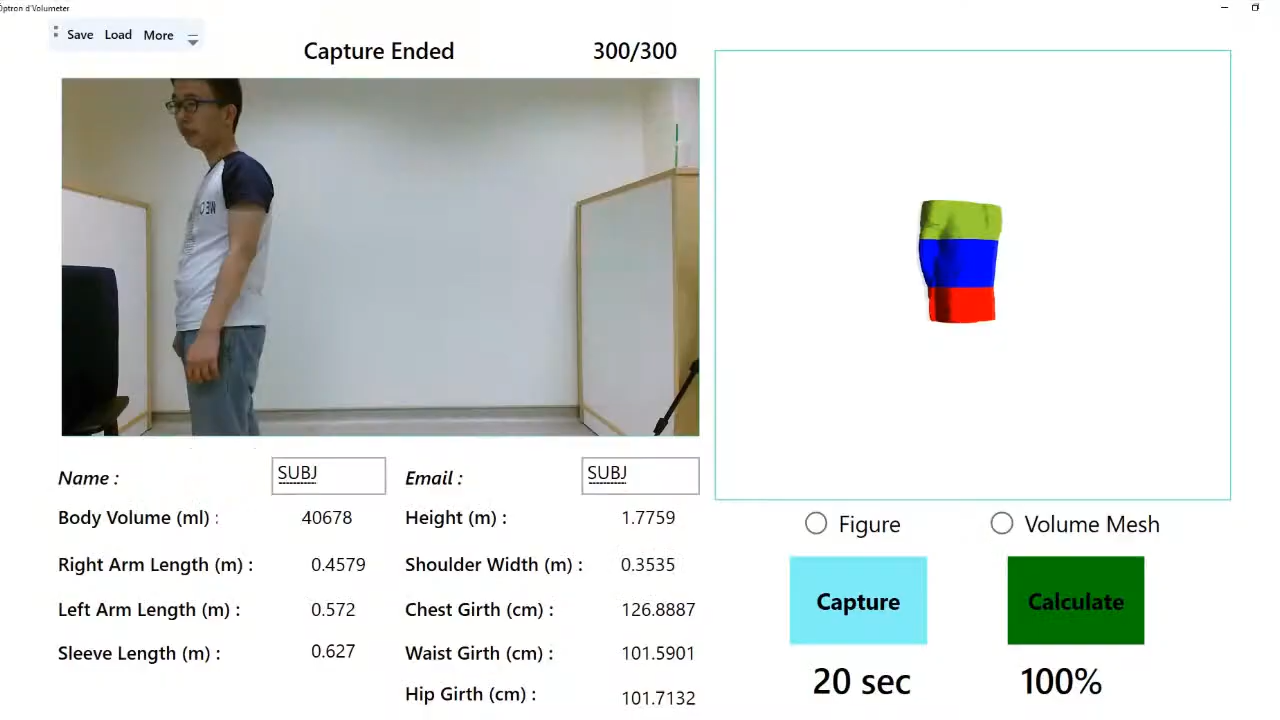 Optron d'Volumeter
Save Load More
Capture Ended 300/300
Name : SUBJ Email : SUBJ
Body Volume (ml) : 40678 Height (m) : 1.7759
Right Arm Length (m) : 0.4579 Shoulder Width (m) : 0.3535
Left Arm Length (m) : 0.572 Chest Girth (cm) : 126.8887
Sleeve Length (m) : 0.627 Waist Girth (cm) : 101.5901
Hip Girth (cm) : 101.7132
Figure Volume Mesh
Capture Calculate
20 sec 100%